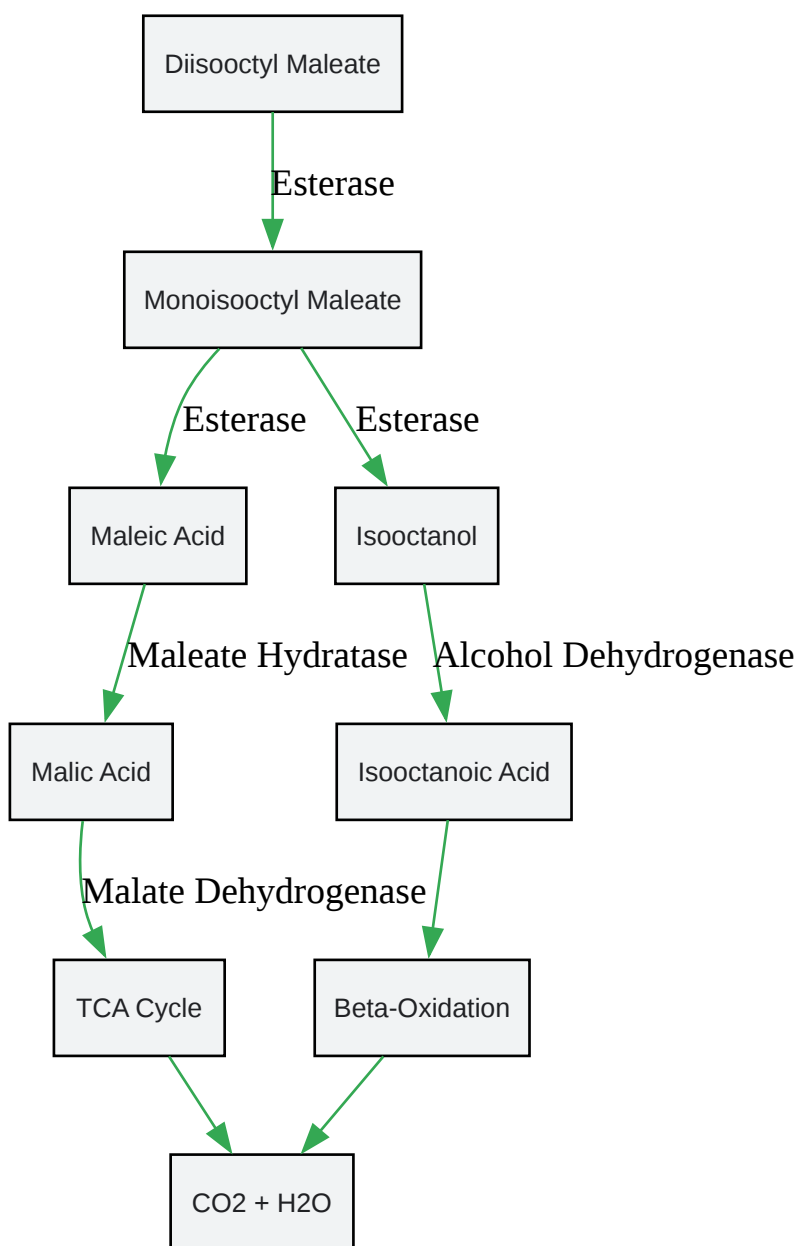 Diisooctyl Maleate
Esterase
Monoisooctyl Maleate
Esterase
Esterase
Maleic Acid
Isooctanol
Maleate Hydratase
Alcohol Dehydrogenase
Malic Acid
Isooctanoic Acid
Malate Dehydrogenase
TCA Cycle
Beta-Oxidation
CO2 + H2O